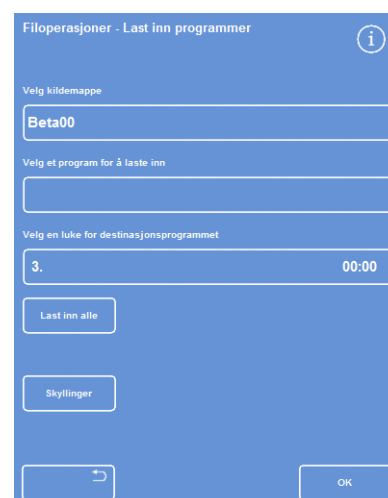 Filoperasjoner - Last inn programmer
i
Velg kildemappe
Beta00
Velg et program for å laste inn
Velg en luke for destinasjonsprogrammet
3. 00:00
Last inn alle
Skyllinger
OK